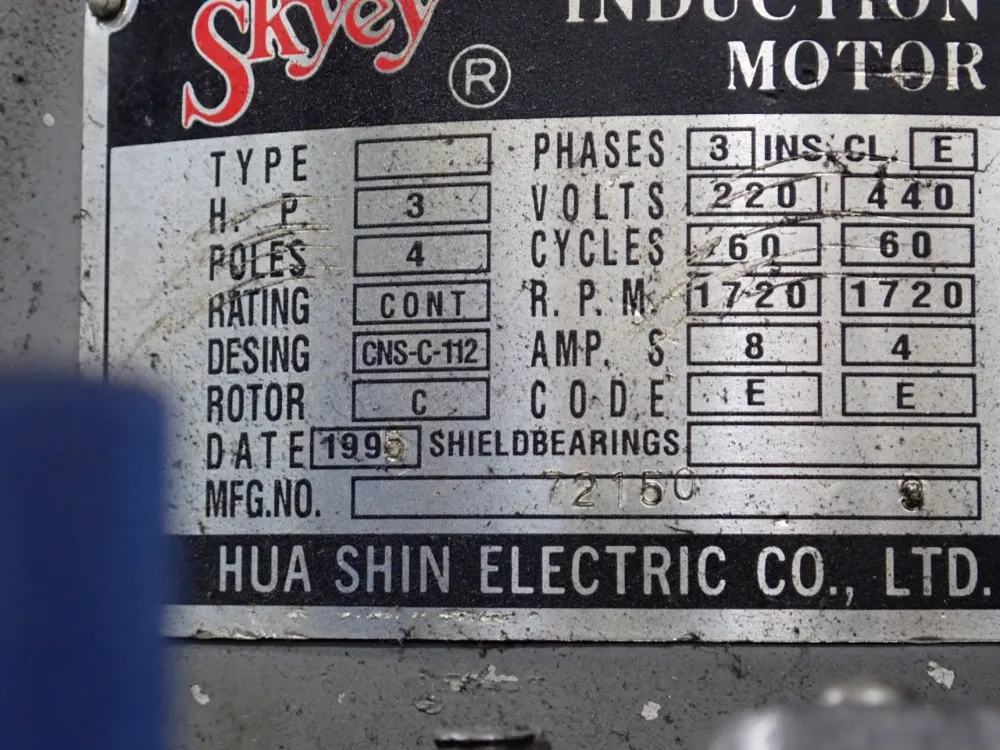 Skyey
®
INDUCTION
MOTOR
TYPE PHASES 3 INS.CL. E
H. P 3 VOLTS 220 440
POLES 4 CYCLES 60 60
RATING CONT R.P.M. 1720 1720
DESING CNS-C-112 AMP. S 8 4
ROTOR C CODE E E
DATE 1995 SHIELDBEARINGS
MFG.NO. 72150 9
HUA SHIN ELECTRIC CO., LTD.